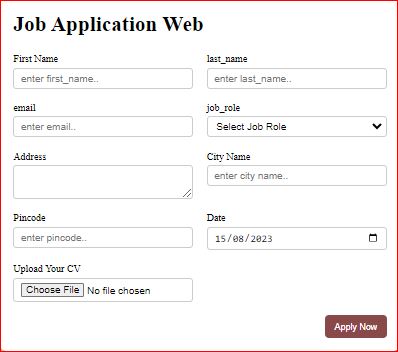 Job Application Web
First Name
last_name
enter first_name..
enter last_name..
email
job_role
enter email..
Select Job Role
Address
City Name
enter city name..
Pincode
Date
enter pincode..
15/08/2023
Upload Your CV
Choose File No file chosen
Apply Now